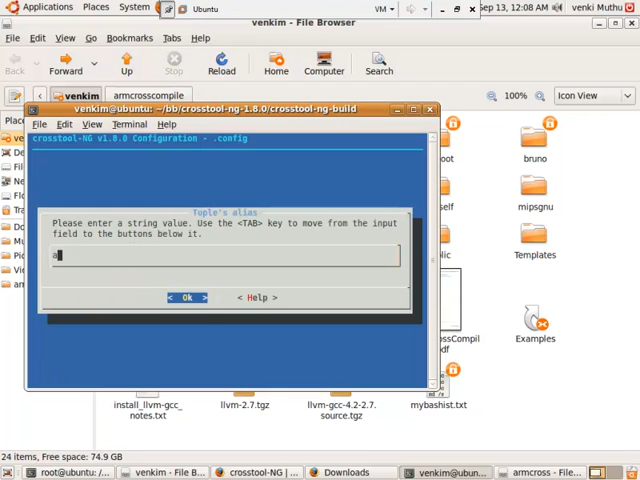 Applications Places System
Ubuntu
VM
Sep 13, 12:08 AM venki Muthu
venkim - File Browser
File Edit View Go Bookmarks Tabs Help
Back Forward Up Stop Reload Home Computer Search
venkim armcrosscompile 100% Icon View
venkim@ubuntu: ~/bb/crosstool-ng-1.8.0/crosstool-ng-build
File Edit View Terminal Help
crosstool-NG v1.8.0 Configuration - .config
Tuple's alias
Please enter a string value. Use the <TAB> key to move from the input
field to the buttons below it.
a
< Ok > < Help >
bruno
mipsgnu
Templates
Examples
install_llvm-gcc_
notes.txt
llvm-2.7.tgz
llvm-gcc-4.2-2.7.
source.tgz
mybashist.txt
24 items, Free space: 74.9 GB
root@ubuntu: /... venkim - File B... crosstool-NG | ... Downloads venkim@ubun... armcross - File...